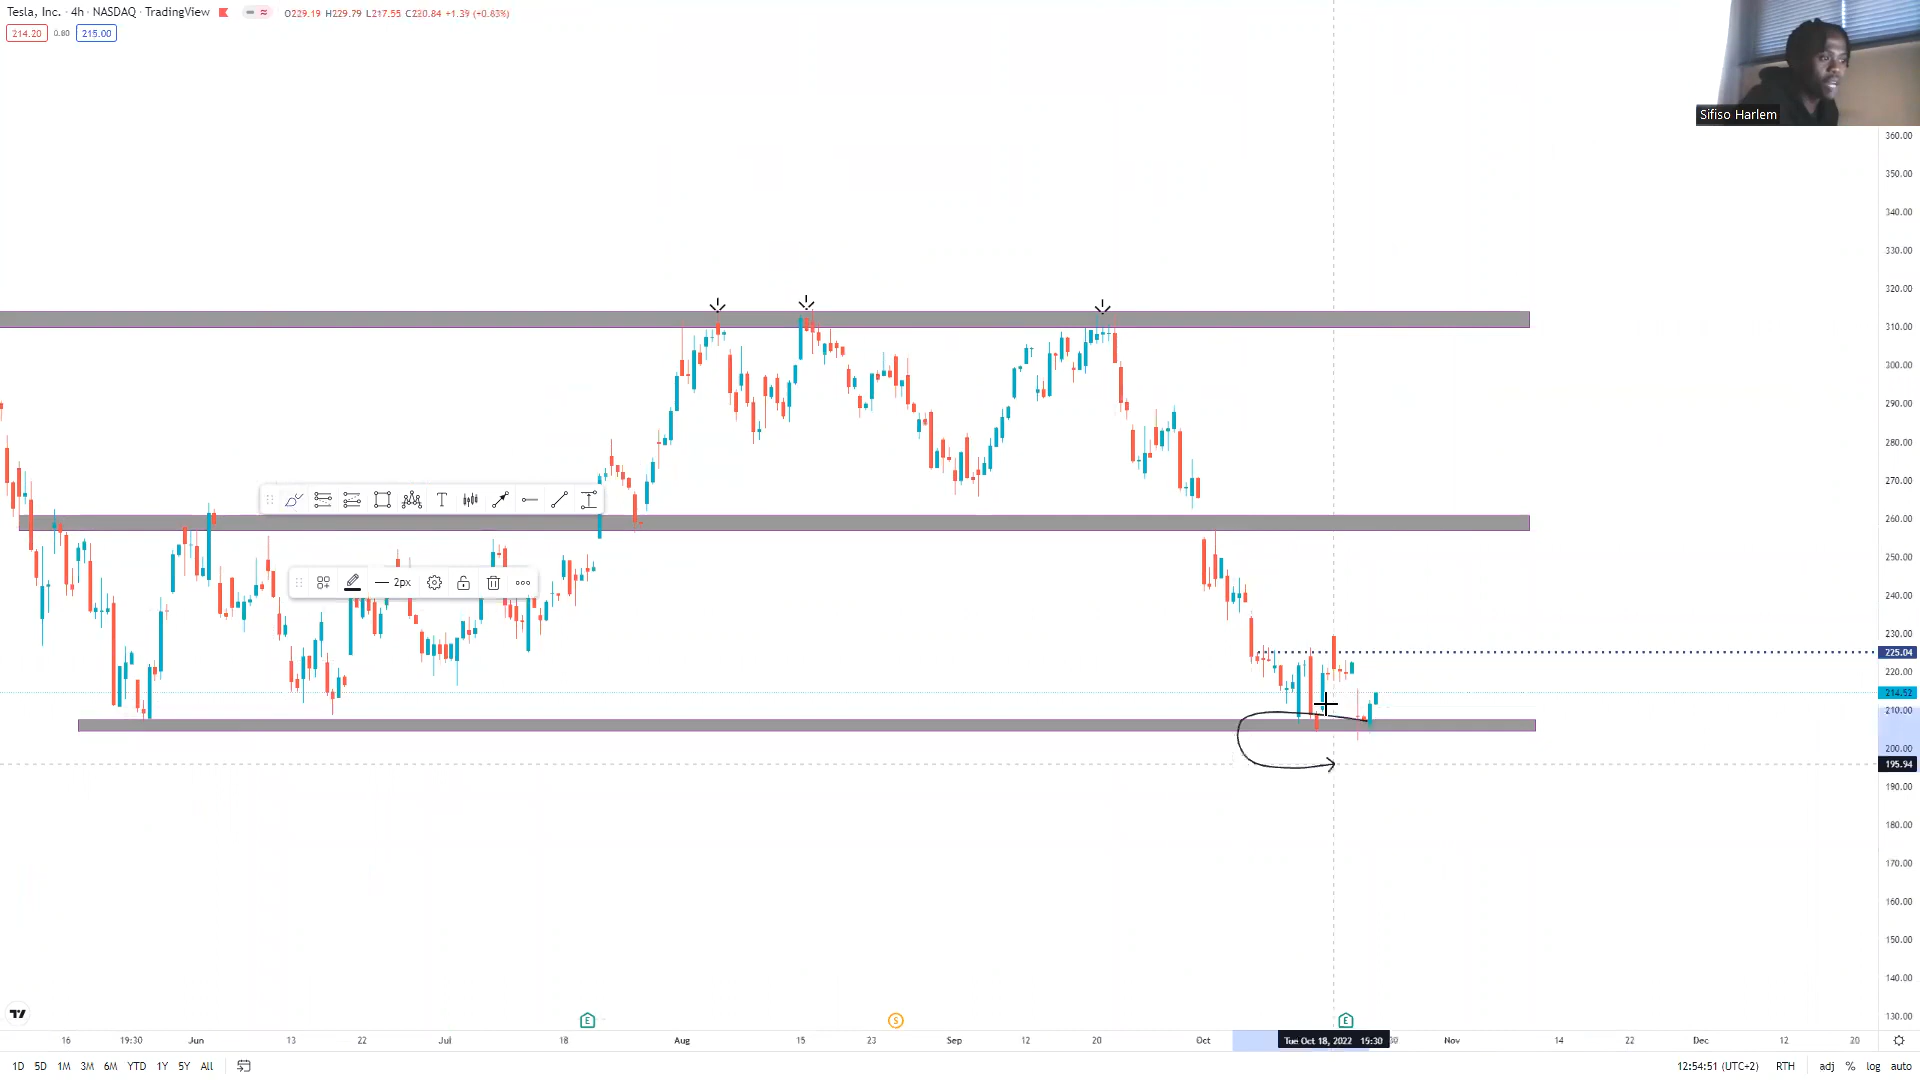 Tesla, Inc. · 4h · NASDAQ · TradingView
O229.19 H229.79 L217.55 C220.84 +1.39 (+0.63%)
214.20 0.80 215.00
Sifiso Harlem
360.00
350.00
340.00
330.00
320.00
310.00
300.00
290.00
280.00
270.00
260.00
250.00
240.00
230.00
225.04
220.00
214.52
210.00
200.00
195.94
190.00
180.00
170.00
160.00
150.00
140.00
130.00
T
2px
E
S
E
16 19:30 Jun 13 22 Jul 18 Aug 15 23 Sep 12 20 Oct Tue Oct 18, 2022 19:30 Nov 14 22 Dec 12 20
1D 5D 1M 3M 6M YTD 1Y 5Y All
12:54:51 (UTC+2) RTH adj % log auto